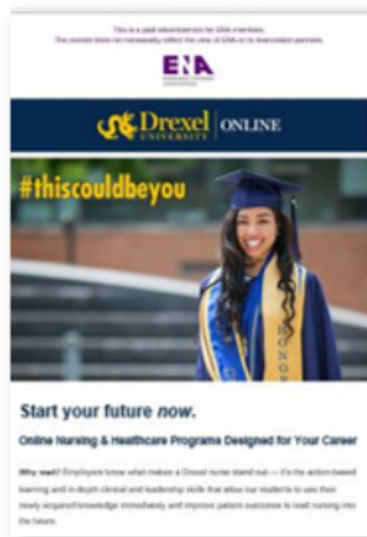 This is a paid advertisement for ENA members.
The content does not necessarily reflect the view of ENA or its Association partners.
ENA
EMERGENCY NURSES
ASSOCIATION
Drexel
UNIVERSITY
ONLINE
#thiscouldbeyou
HONOR
Start your future now.
Online Nursing & Healthcare Programs Designed for Your Career
Why wait? Employers know what makes a Drexel nurse stand out — it's the action-based
learning and in-depth clinical and leadership skills that allow our students to use their
newly acquired knowledge immediately and improve patient outcomes to lead nursing into
the future.